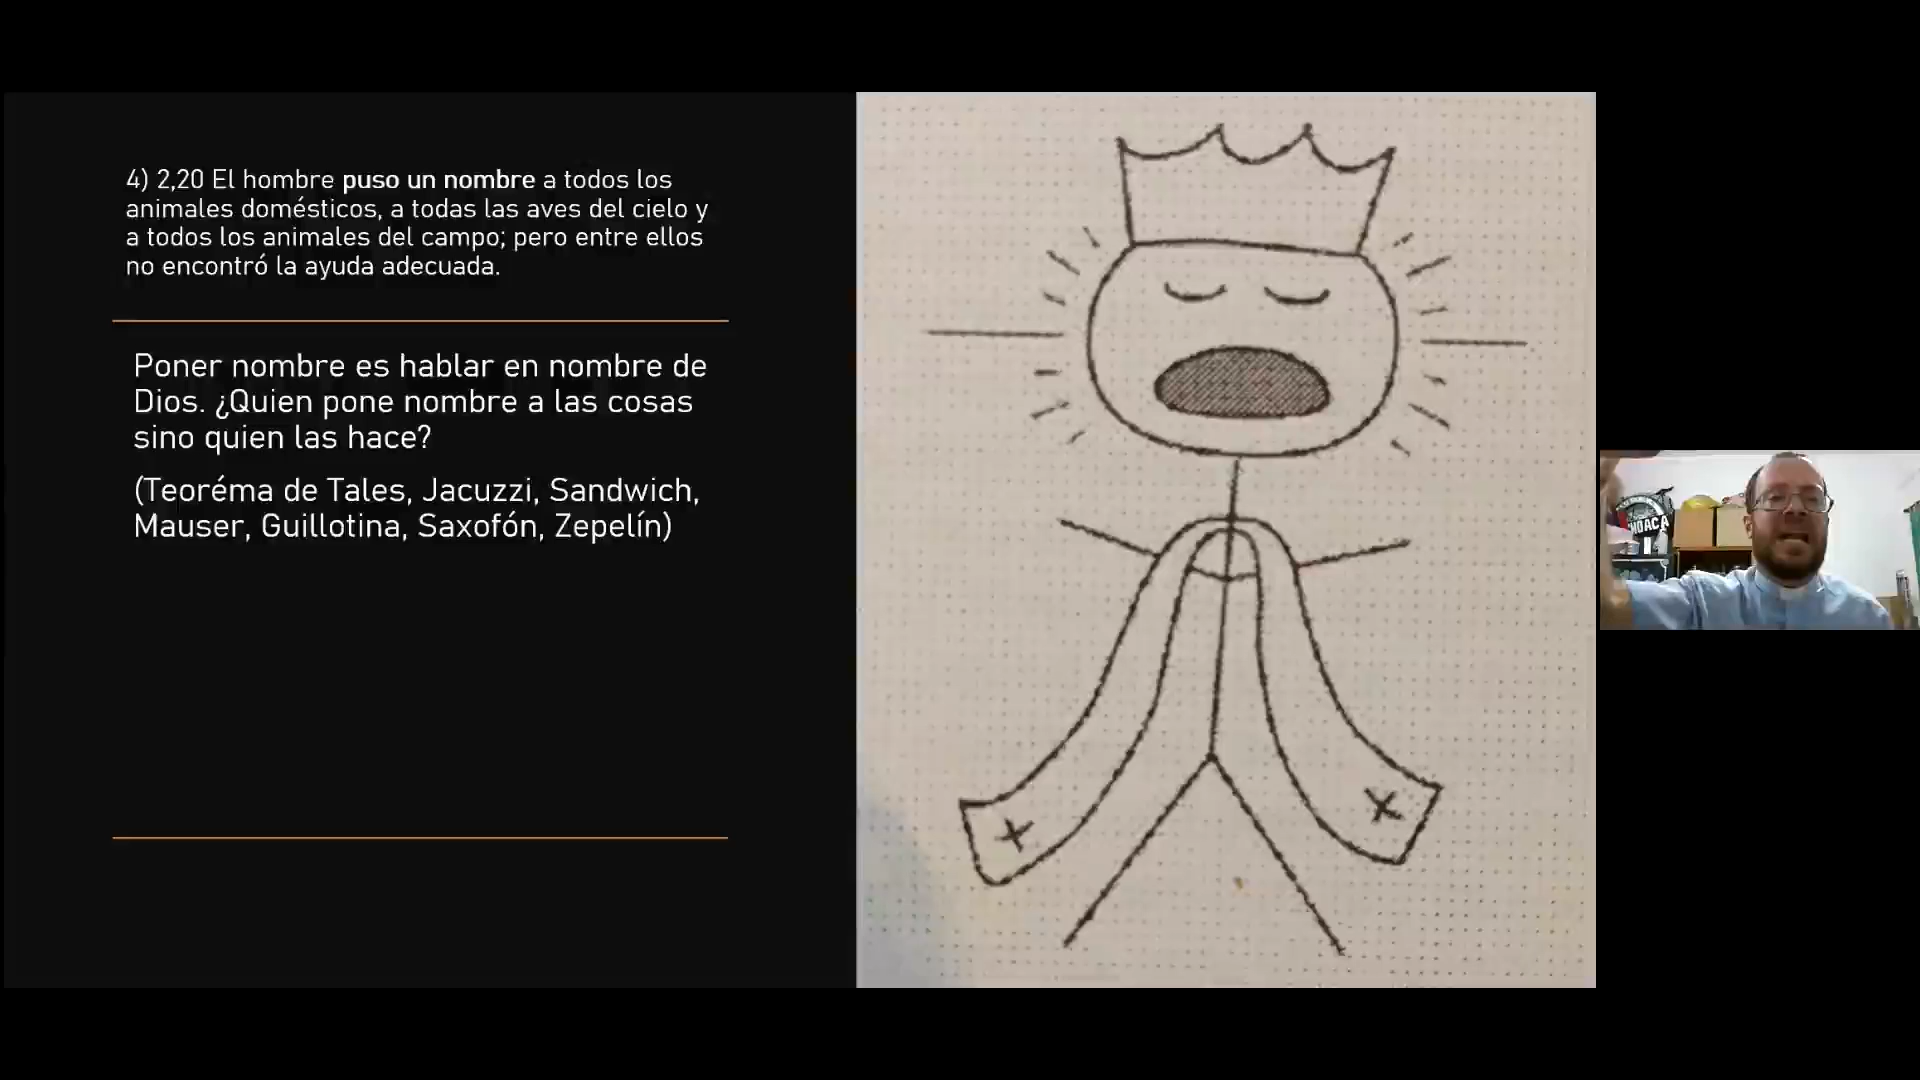 4) 2,20 El hombre puso un nombre a todos los
animales domésticos, a todas las aves del cielo y
a todos los animales del campo; pero entre ellos
no encontró la ayuda adecuada.
Poner nombre es hablar en nombre de
Dios. ¿Quien pone nombre a las cosas
sino quien las hace?
(Teoréma de Tales, Jacuzzi, Sandwich,
Mauser, Guillotina, Saxofón, Zepelín)